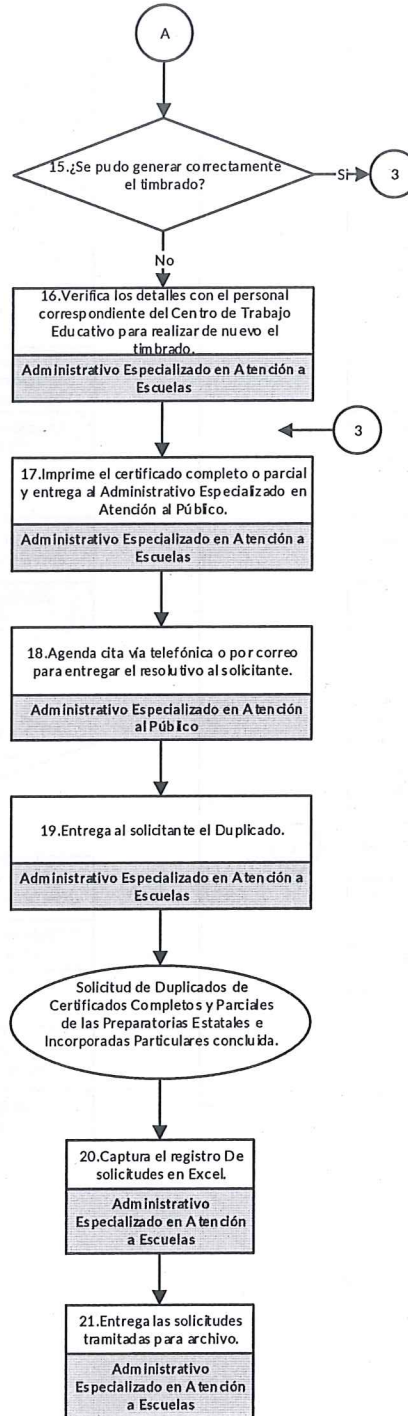 A
15.¿Se pudo generar correctamente
el timbrado?
Si
3
No
16.Verifica los detalles con el personal
correspondiente del Centro de Trabajo
Educativo para realizar de nuevo el
timbrado.
Administrativo Especializado en Atención a
Escuelas
3
17.Imprime el certificado completo o parcial
y entrega al Administrativo Especializado en
Atención al Público.
Administrativo Especializado en Atención a
Escuelas
18.Agenda cita vía telefónica o por correo
para entregar el resolutivo al solicitante.
Administrativo Especializado en Atención
al Público
19.Entrega al solicitante el Duplicado.
Administrativo Especializado en Atención a
Escuelas
Solicitud de Duplicados de
Certificados Completos y Parciales
de las Preparatorias Estatales e
Incorporadas Particulares concluida.
20.Captura el registro De
solicitudes en Excel.
Administrativo
Especializado en Atención
a Escuelas
21.Entrega las solicitudes
tramitadas para archivo.
Administrativo
Especializado en Atención
a Escuelas